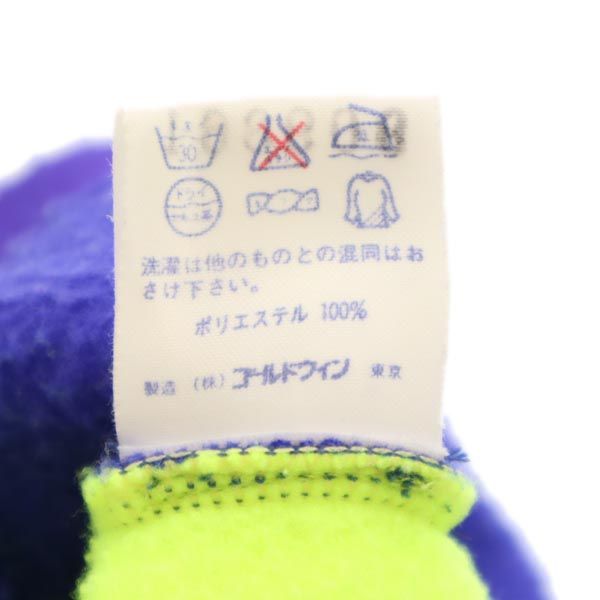 30
ドライ
洗濯は他のものとの混同はお
さけ下さい。
ポリエステル 100%
製造 (株) ゴールドウイン 東京